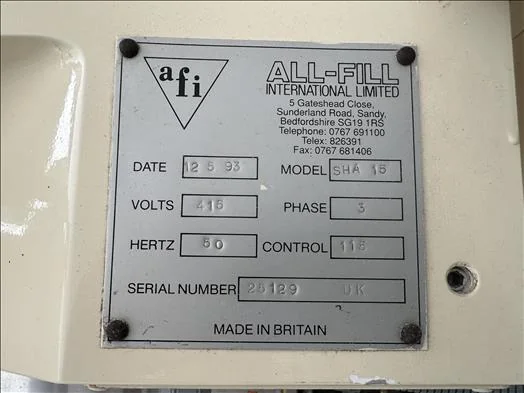 afi
ALL-FILL
INTERNATIONAL LIMITED
5 Gateshead Close,
Sunderland Road, Sandy,
Bedfordshire SG19 1RS
Telephone: 0767 691100
Telex: 826391
Fax: 0767 681406
DATE 12 5 93 MODEL SHA 15
VOLTS 415 PHASE 3
HERTZ 50 CONTROL 115
SERIAL NUMBER 25129 UK
MADE IN BRITAIN